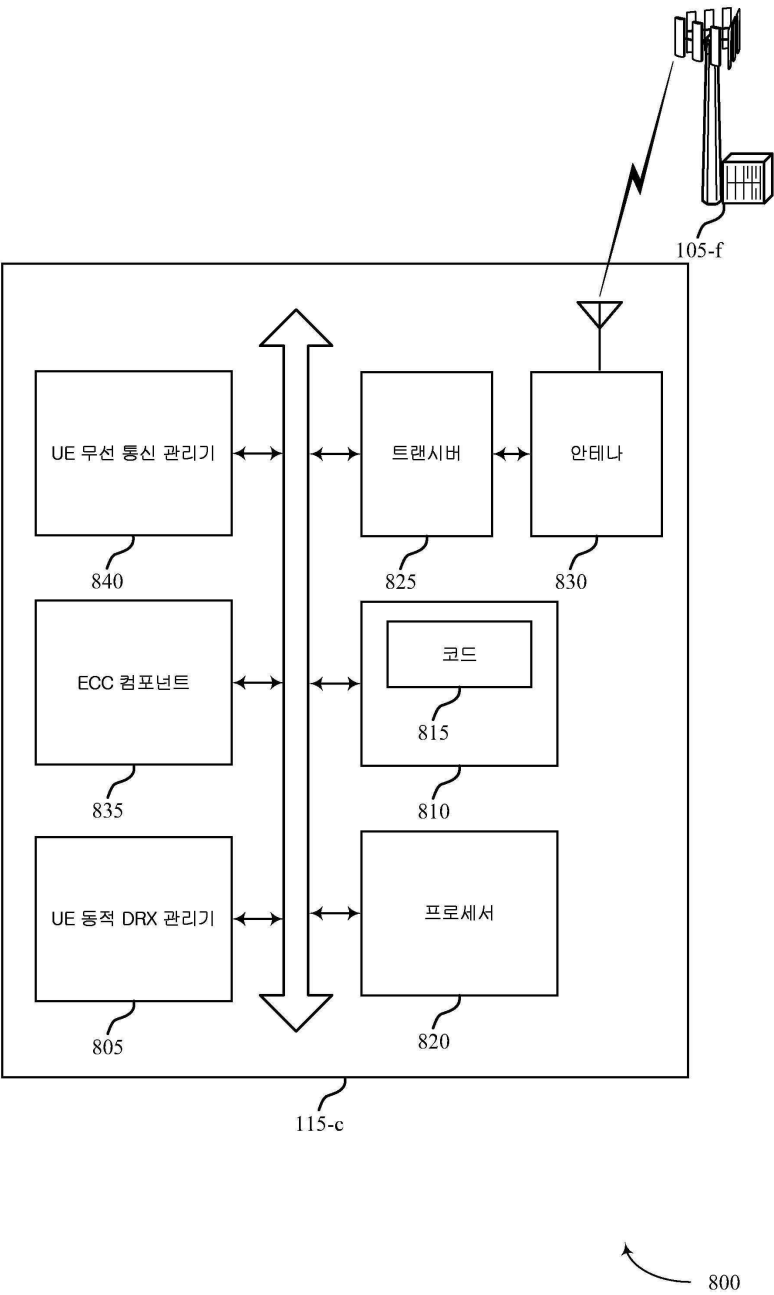 105-f
UE 무선 통신 관리기
트랜시버
안테나
840
825
830
ECC 컴포넌트
코드
815
835
810
UE 동적 DRX 관리기
프로세서
805
820
115-c
800